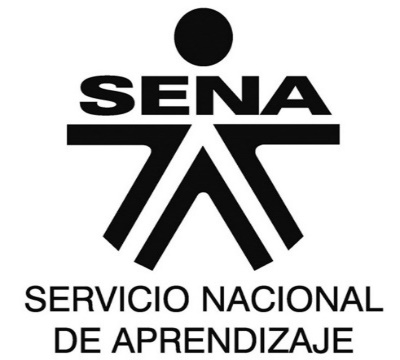 SENA
SERVICIO NACIONAL
DE APRENDIZAJE